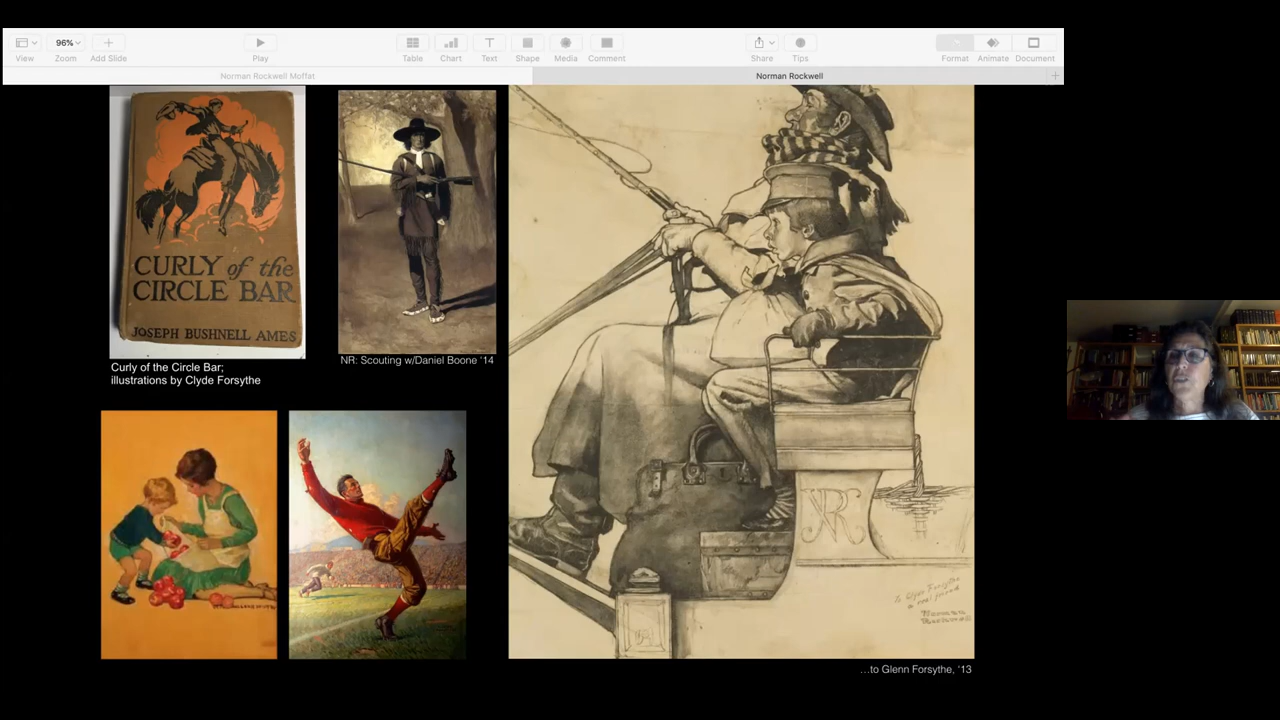 View
96%
Zoom
Add Slide
Play
Table
Chart
Text
Shape
Media
Comment
Share
Tips
Format
Animate
Document
Norman Rockwell Moffat
Norman Rockwell
CURLY of the
CIRCLE BAR
JOSEPH BUSHNELL AMES
Curly of the Circle Bar;
illustrations by Clyde Forsythe
NR: Scouting w/Daniel Boone '14
NR
To Clyde Forsythe
a real friend
Norman
Rockwell
...to Glenn Forsythe, '13